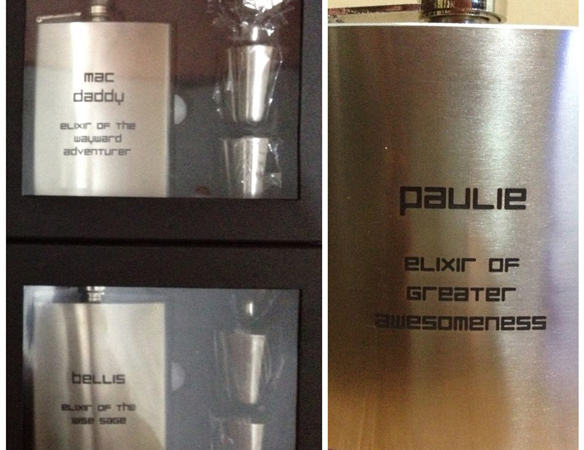 mac
daddy
elixir of the
wayward
adventurer
bellis
elixir of the
wise sage
paulie
elixir of
greater
awesomeness